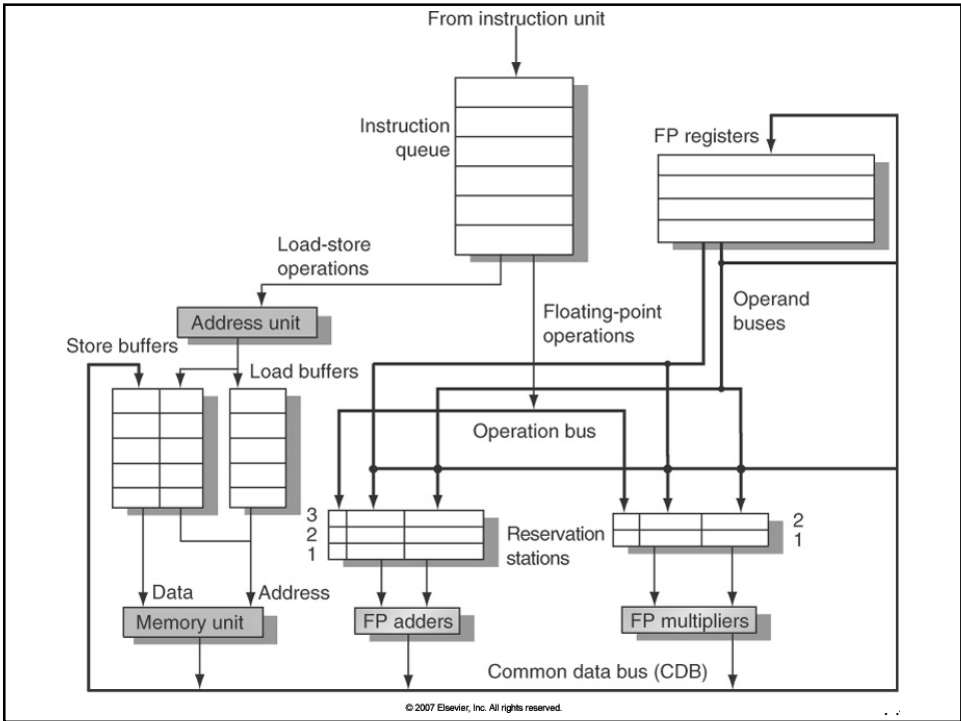 From instruction unit
Instruction
queue
FP registers
Load-store
operations
Floating-point
operations
Operand
buses
Address unit
Store buffers
Load buffers
Operation bus
3
2
1
Reservation
stations
2
1
Data
Address
Memory unit
FP adders
FP multipliers
Common data bus (CDB)
© 2007 Elsevier, Inc. All rights reserved.